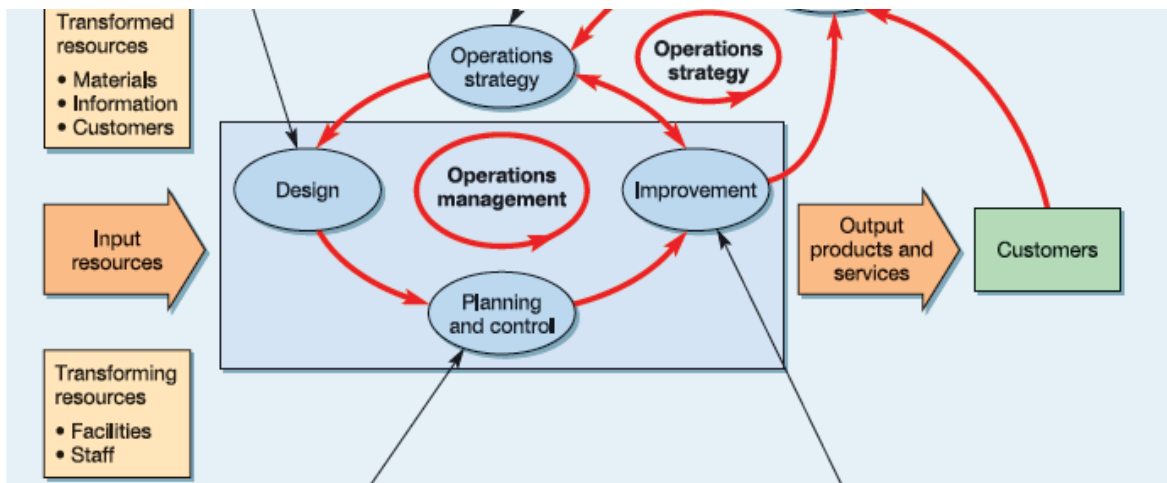 Transformed
resources
• Materials
• Information
• Customers
Operations
strategy
Operations
strategy
Design
Operations
management
Improvement
Input
resources
Output
products and
services
Customers
Planning
and control
Transforming
resources
• Facilities
• Staff